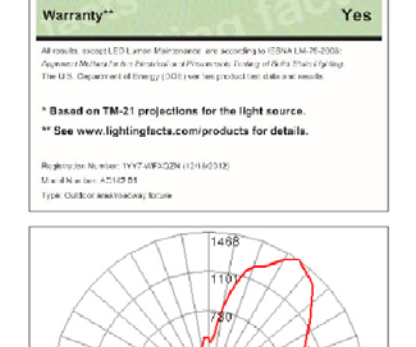 Warranty** Yes
All results, except LED Lumen Maintenance, are according to IESNA LM-79-2008:
Approved Method for the Electrical and Photometric Testing of Solid-State Lighting.
The U.S. Department of Energy (DOE) verifies product test data and results.
* Based on TM-21 projections for the light source.
** See www.lightingfacts.com/products for details.
Registration Number: (12/18/2012)
Model Number:
Type: Outdoor area/roadway fixture
1468
1101